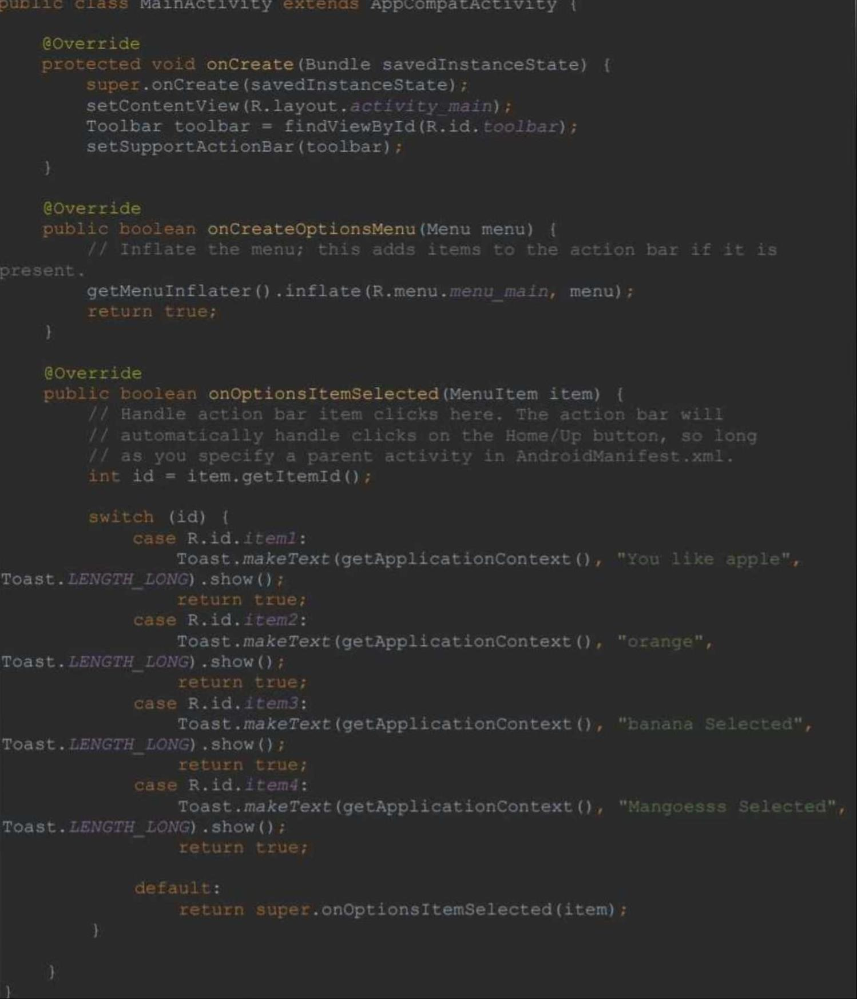 public class MainActivity extends AppCompatActivity {
@Override
protected void onCreate(Bundle savedInstanceState) {
super.onCreate(savedInstanceState);
setContentView(R.layout.activity_main);
Toolbar toolbar = findViewById(R.id.toolbar);
setSupportActionBar(toolbar);
}
@Override
public boolean onCreateOptionsMenu(Menu menu) {
// Inflate the menu; this adds items to the action bar if it is
present.
getMenuInflater().inflate(R.menu.menu_main, menu);
return true;
}
@Override
public boolean onOptionsItemSelected(MenuItem item) {
// Handle action bar item clicks here. The action bar will
// automatically handle clicks on the Home/Up button, so long
// as you specify a parent activity in AndroidManifest.xml.
int id = item.getItemId();
switch (id) {
case R.id.item1:
Toast.makeText(getApplicationContext(), "You like apple",
Toast.LENGTH_LONG).show();
return true;
case R.id.item2:
Toast.makeText(getApplicationContext(), "orange",
Toast.LENGTH_LONG).show();
return true;
case R.id.item3:
Toast.makeText(getApplicationContext(), "banana Selected",
Toast.LENGTH_LONG).show();
return true;
case R.id.item4:
Toast.makeText(getApplicationContext(), "Mangoesss Selected",
Toast.LENGTH_LONG).show();
return true;
default:
return super.onOptionsItemSelected(item);
}
}
}